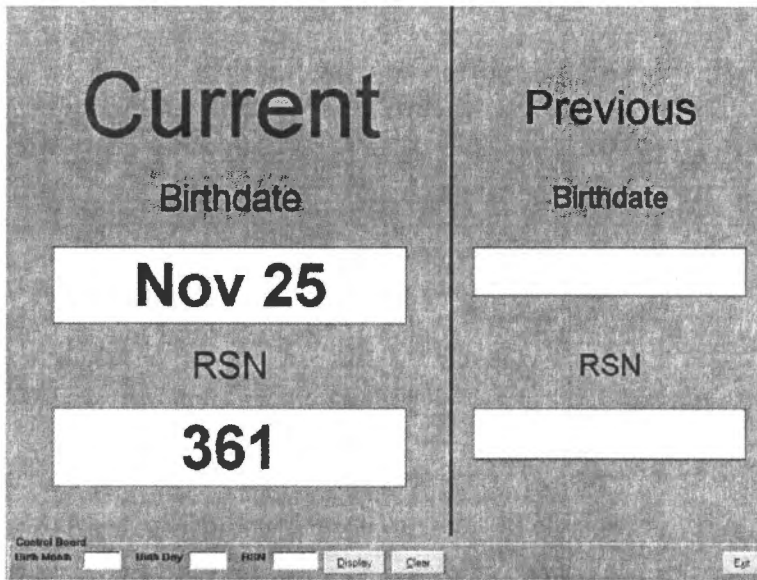 Current
Birthdate
Nov 25
RSN
361
Previous
Birthdate
RSN
Control Board
Birth Month Birth Day RSN Display Clear Exit